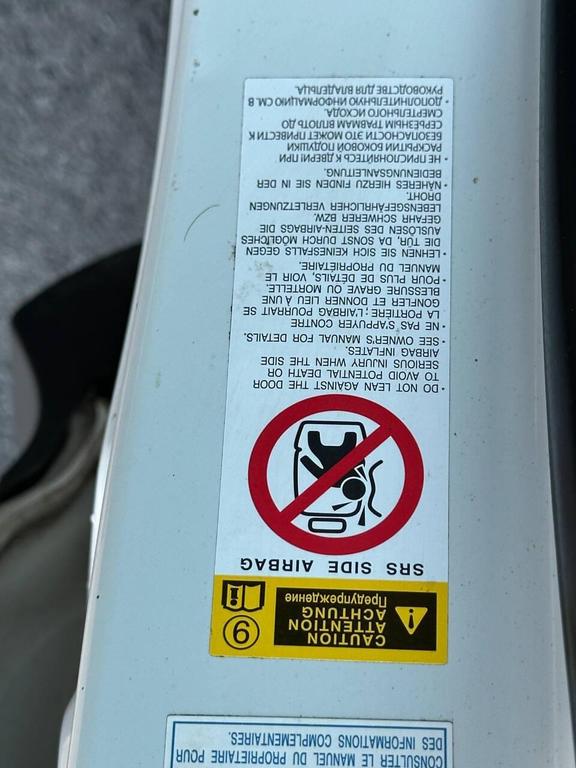 CONSULTER LE MANUEL DU PROPRIETAIRE POUR
DES INFORMATIONS COMPLEMENTAIRES.
CAUTION
ATTENTION
ACHTUNG
Предупреждение
9
SRS SIDE AIRBAG
• DO NOT LEAN AGAINST THE DOOR
TO AVOID POTENTIAL DEATH OR
SERIOUS INJURY WHEN THE SIDE
AIRBAG INFLATES.
• SEE OWNER'S MANUAL FOR DETAILS.
• NE PAS S'APPUYER CONTRE
LA PORTIÈRE ; L'AIRBAG POURRAIT SE
GONFLER ET DONNER LIEU À UNE
BLESSURE OU GRAVE MORTELLE.
• POUR DE PLUS DE DÉTAILS, VOIR LE
MANUEL DU PROPRIÉTAIRE.
• LEHNEN SIE SICH KEINESFALLS GEGEN
DIE TÜR, DA SONST DURCH MÖGLICHES
AUSLÖSEN DES SEITEN-AIRBAGS DIE
GEFAHR SCHWERER BZW.
LEBENSGEFÄHRLICHER VERLETZUNGEN
DROHT.
• NÄHERES HIERZU FINDEN SIE IN DER
BEDIENUNGSANLEITUNG.
• НЕ ПРИСЛОНЯЙТЕСЬ К ДВЕРИ! ПРИ
РАСКРЫТИИ БОКОВОЙ ПОДУШКИ
БЕЗОПАСНОСТИ ЭТО МОЖЕТ ПРИВЕСТИ К
СЕРЬЕЗНЫМ ТРАВМАМ ВПЛОТЬ ДО
СМЕРТЕЛЬНОГО ИСХОДА.
• ДОПОЛНИТЕЛЬНУЮ ИНФОРМАЦИЮ СМ. В
РУКОВОДСТВЕ ДЛЯ ВЛАДЕЛЬЦА.